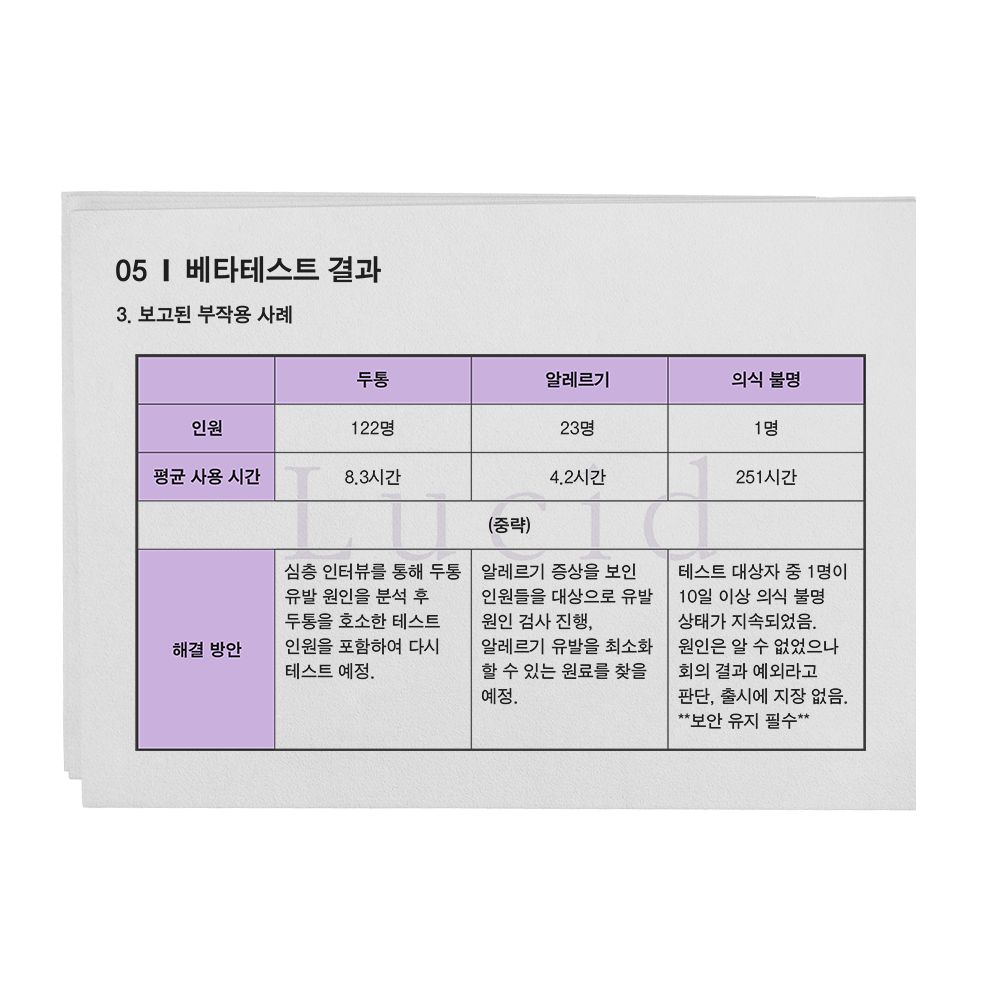 05 I 베타테스트 결과
3. 보고된 부작용 사례
두통 알레르기 의식 불명
인원 122명 23명 1명
평균 사용 시간 8.3시간 4.2시간 251시간
Lucid
(중략)
해결 방안
심층 인터뷰를 통해 두통
유발 원인을 분석 후
두통을 호소한 테스트
인원을 포함하여 다시
테스트 예정.
알레르기 증상을 보인
인원들을 대상으로 유발
원인 검사 진행,
알레르기 유발을 최소화
할 수 있는 원료를 찾을
예정.
테스트 대상자 중 1명이
10일 이상 의식 불명
상태가 지속되었음.
원인은 알 수 없었으나
회의 결과 예외라고
판단, 출시에 지장 없음.
**보안 유지 필수**